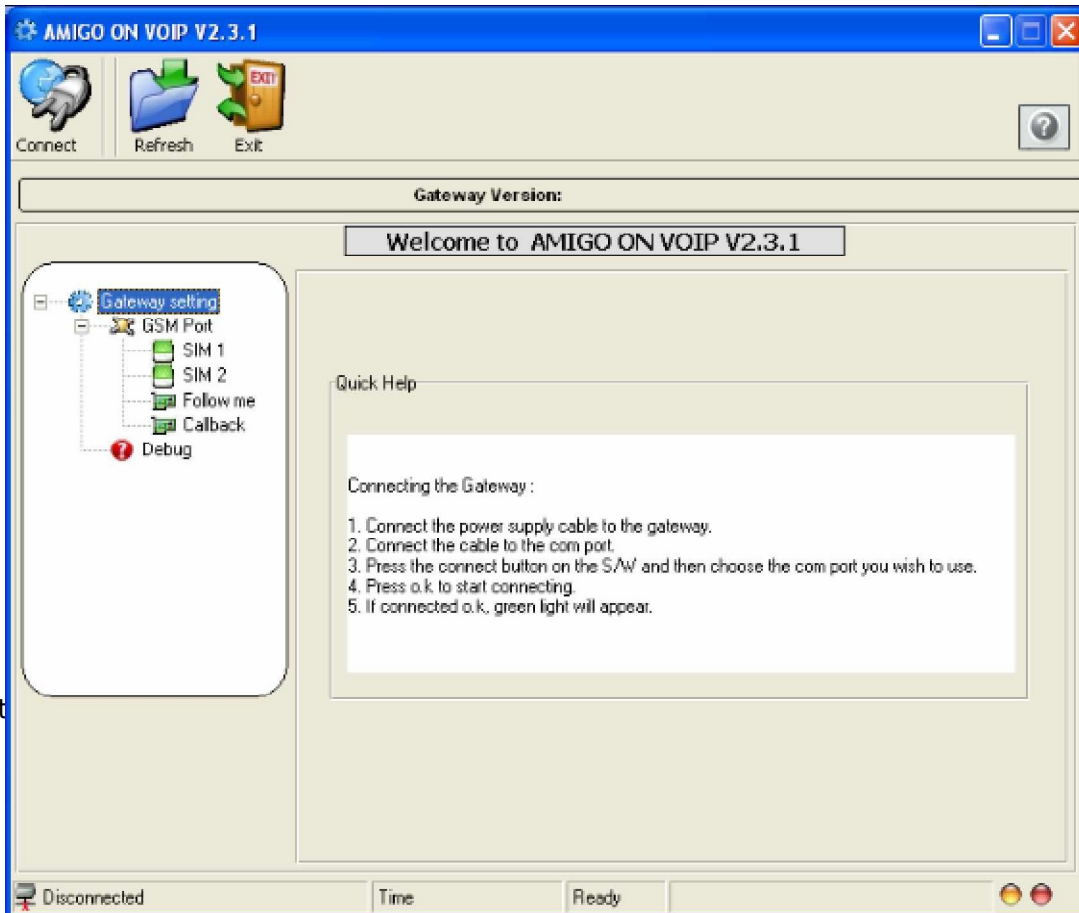 AMIGO ON VOIP V2.3.1
EXIT
Connect
Refresh
Exit
Gateway Version:
Welcome to AMIGO ON VOIP V2.3.1
Gateway setting
GSM Port
SIM 1
SIM 2
Follow me
Callback
Debug
Quick Help
Connecting the Gateway :
1. Connect the power supply cable to the gateway.
2. Connect the cable to the com port.
3. Press the connect button on the S/W and then choose the com port you wish to use.
4. Press o.k to start connecting.
5. If connected o.k, green light will appear.
t
Disconnected
Time
Ready